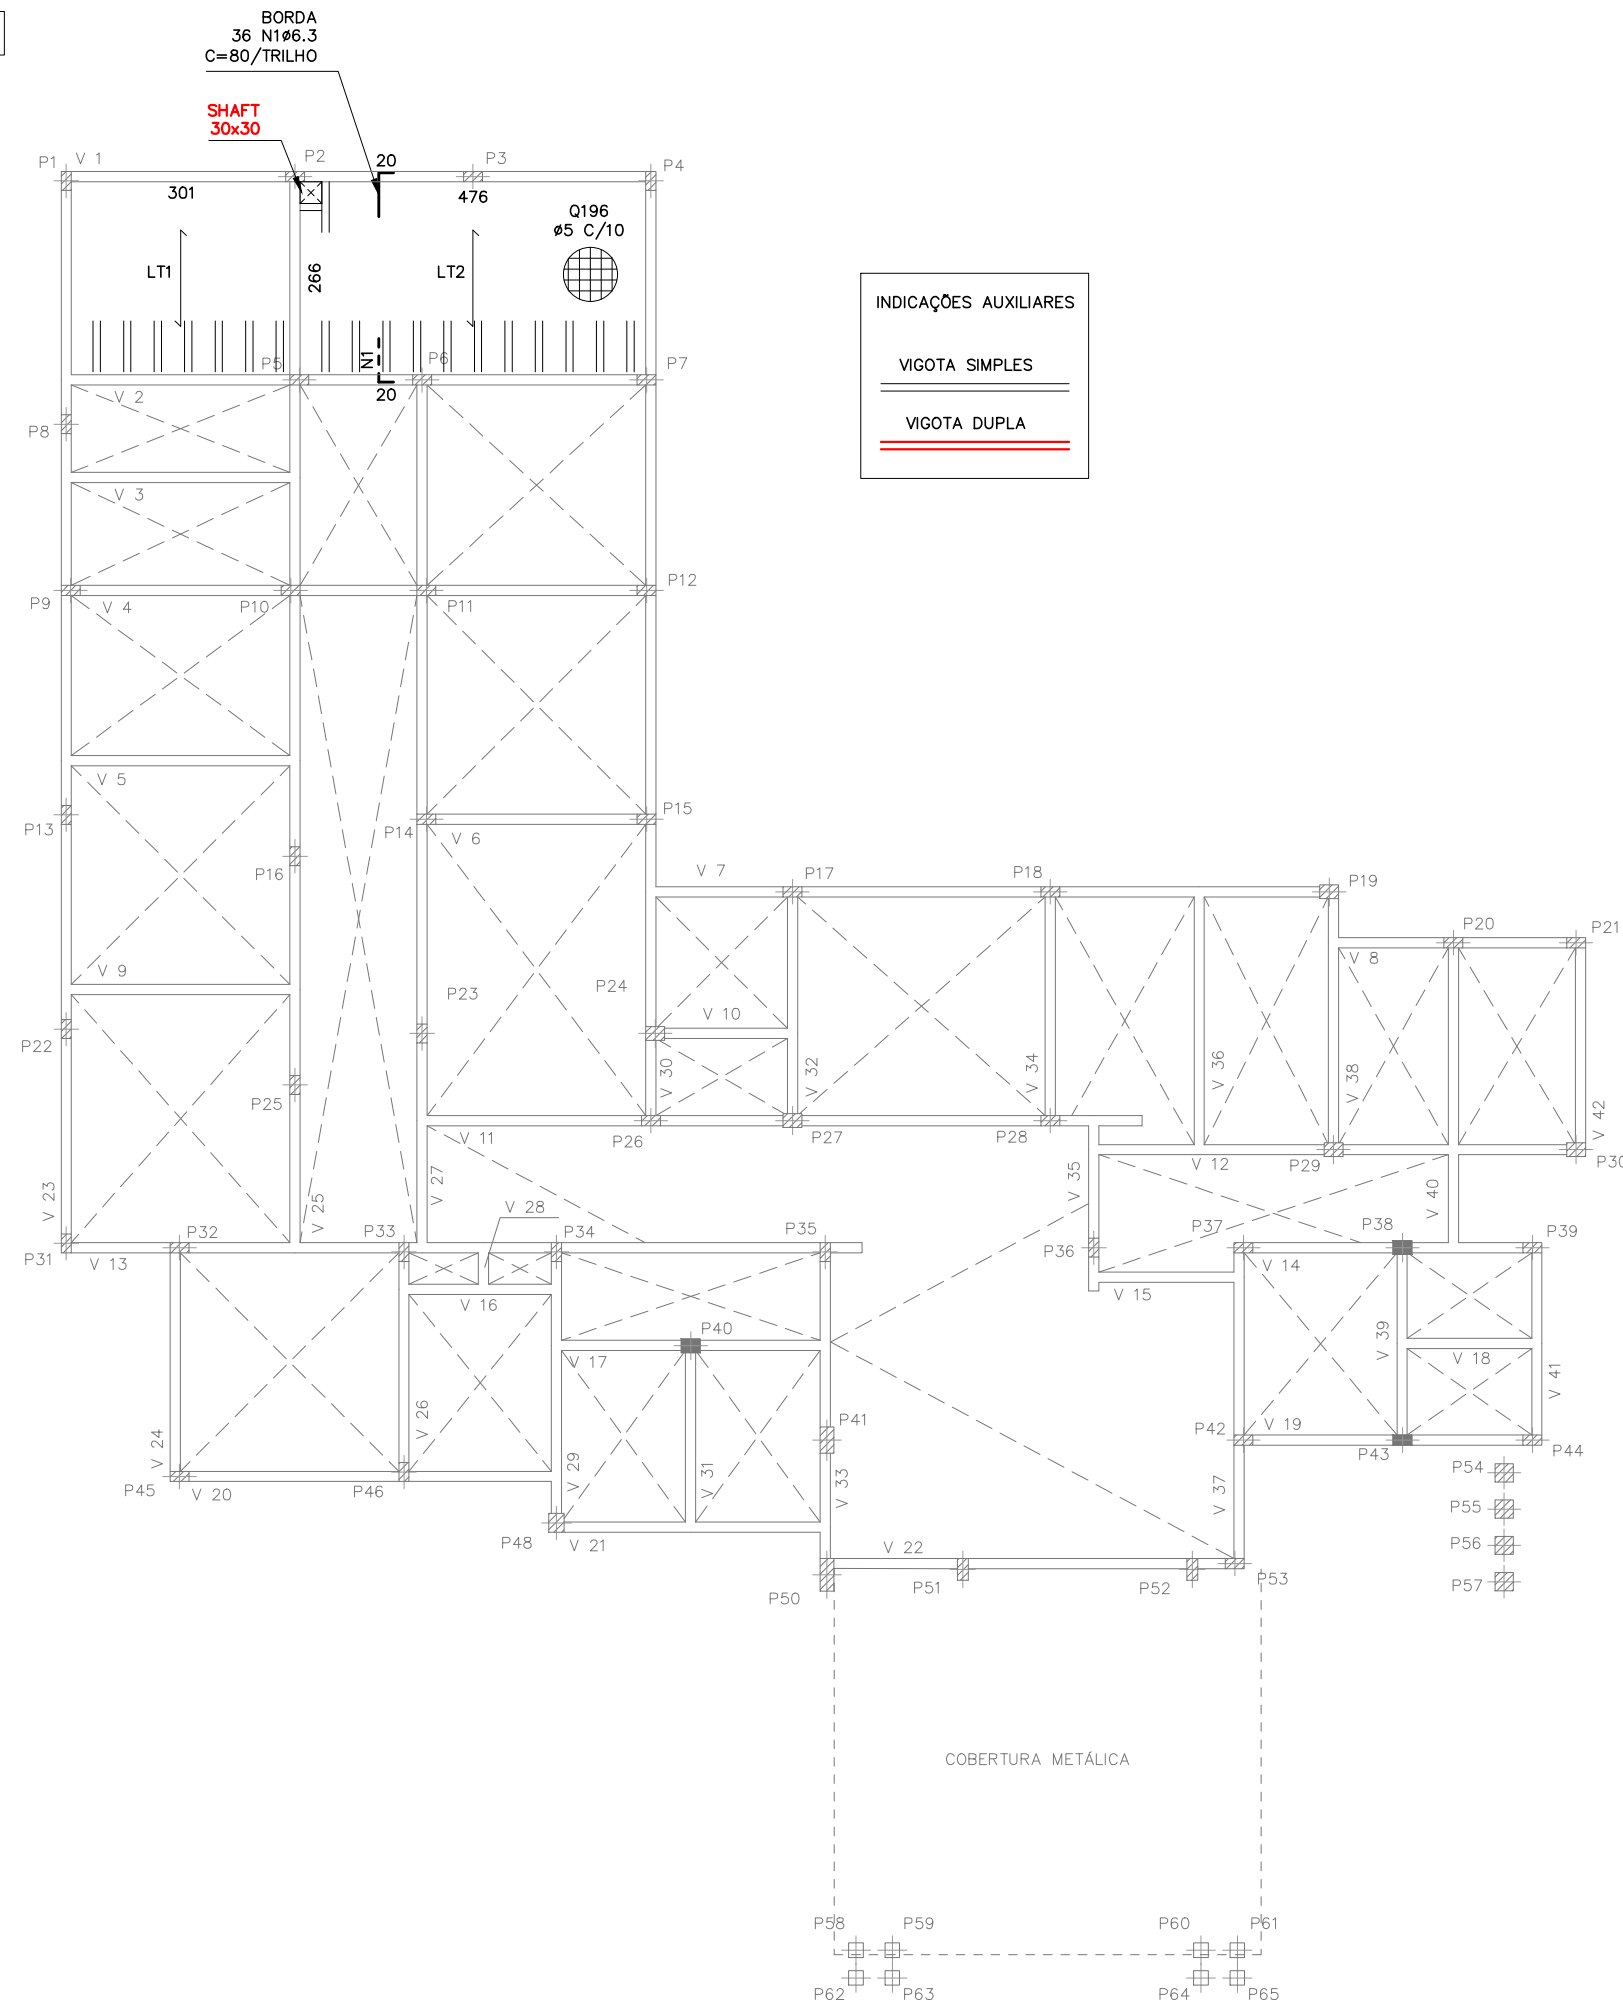 BORDA
36 N1ø6.3
C=80/TRILHO
SHAFT
30x30
P1
V 1
P2
20
P3
P4
301
476
Q196
ø5 C/10
LT1
266
LT2
INDICAÇÕES AUXILIARES
VIGOTA SIMPLES
VIGOTA DUPLA
P5
N1
P6
P7
20
V 2
P8
V 3
P9
V 4
P10
P11
P12
V 5
P13
P14
V 6
P15
P16
V 7
P17
P18
P19
P20
P21
V 8
V 9
P22
P23
P24
V 10
P25
V 30
V 32
V 34
V 36
V 38
V 42
V 11
P26
P27
P28
V 12
P29
P30
V 23
V 25
V 27
V 28
V 35
V 40
P31
V 13
P32
P33
P34
P35
P36
P37
P38
P39
V 14
V 15
V 16
V 17
P40
V 39
V 18
V 41
V 24
V 26
V 29
V 31
V 33
P41
P42
V 19
P43
P44
V 37
P45
V 20
P46
P48
V 21
V 22
P50
P51
P52
P53
P54
P55
P56
P57
COBERTURA METÁLICA
P58
P59
P60
P61
P62
P63
P64
P65